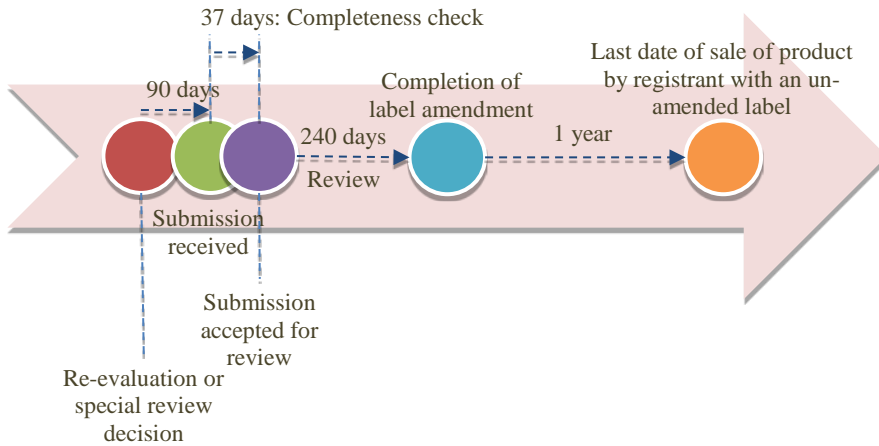 37 days: Completeness check
Last date of sale of product
by registrant with an un-
amended label
Completion of
label amendment
90 days
240 days
Review
1 year
Submission
received
Submission
accepted for
review
Re-evaluation or
special review
decision